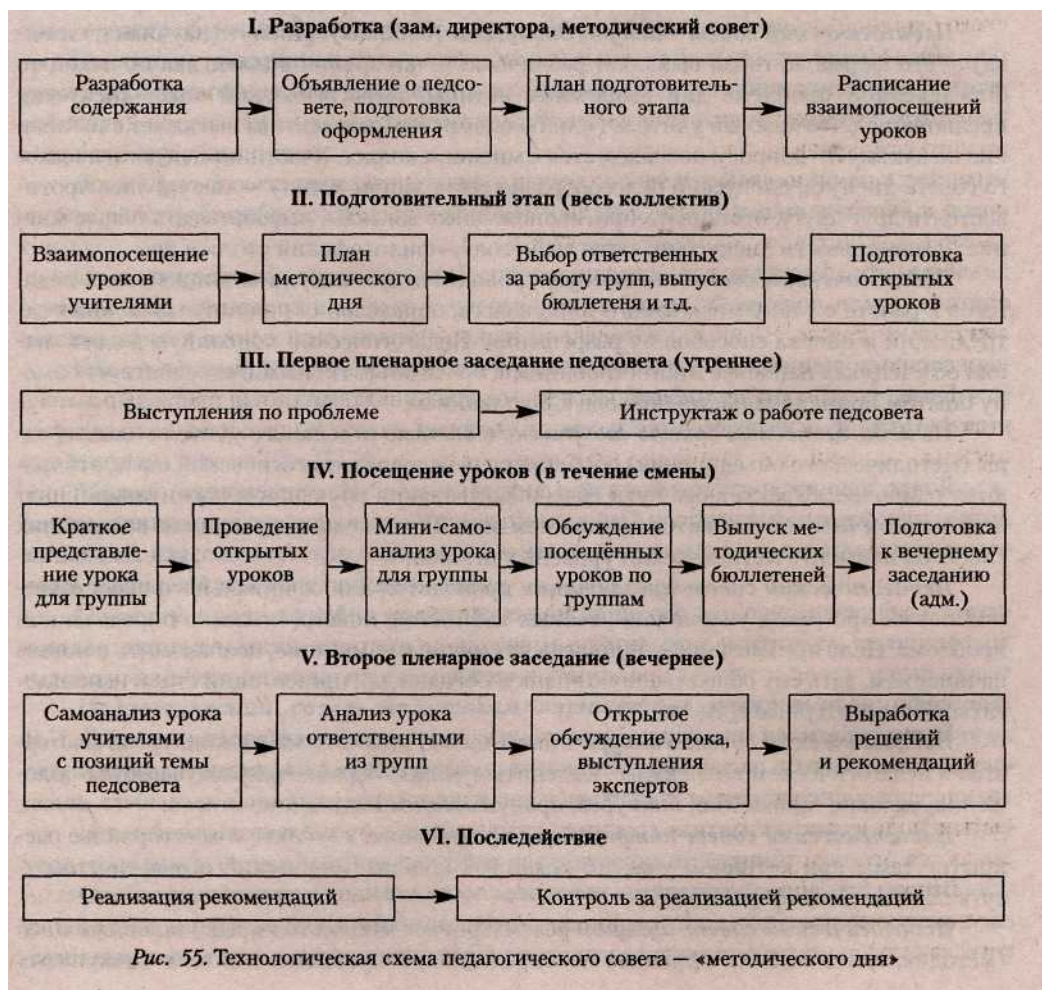 I. Разработка (зам. директора, методический совет)
Разработка
содержания
Объявление о педсо-
вете, подготовка
оформления
План подготовитель-
ного этапа
Расписание
взаимопосещений
уроков
II. Подготовительный этап (весь коллектив)
Взаимопосещение
уроков
учителями
План
методического
дня
Выбор ответственных
за работу групп, выпуск
бюллетеня и т.д.
Подготовка
открытых
уроков
III. Первое пленарное заседание педсовета (утреннее)
Выступления по проблеме
Инструктаж о работе педсовета
IV. Посещение уроков (в течение смены)
Краткое
представле-
ние урока
для группы
Проведение
открытых
уроков
Мини-само-
анализ урока
для группы
Обсуждение
посещённых
уроков по
группам
Выпуск ме-
тодических
бюллетеней
Подготовка
к вечернему
заседанию
(адм.)
V. Второе пленарное заседание (вечернее)
Самоанализ урока
учителями
с позиций темы
педсовета
Анализ урока
ответственными
из групп
Открытое
обсуждение урока,
выступления
экспертов
Выработка
решений
и рекомендаций
VI. Последействие
Реализация рекомендаций
Контроль за реализацией рекомендаций
Рис. 55. Технологическая схема педагогического совета — «методического дня»